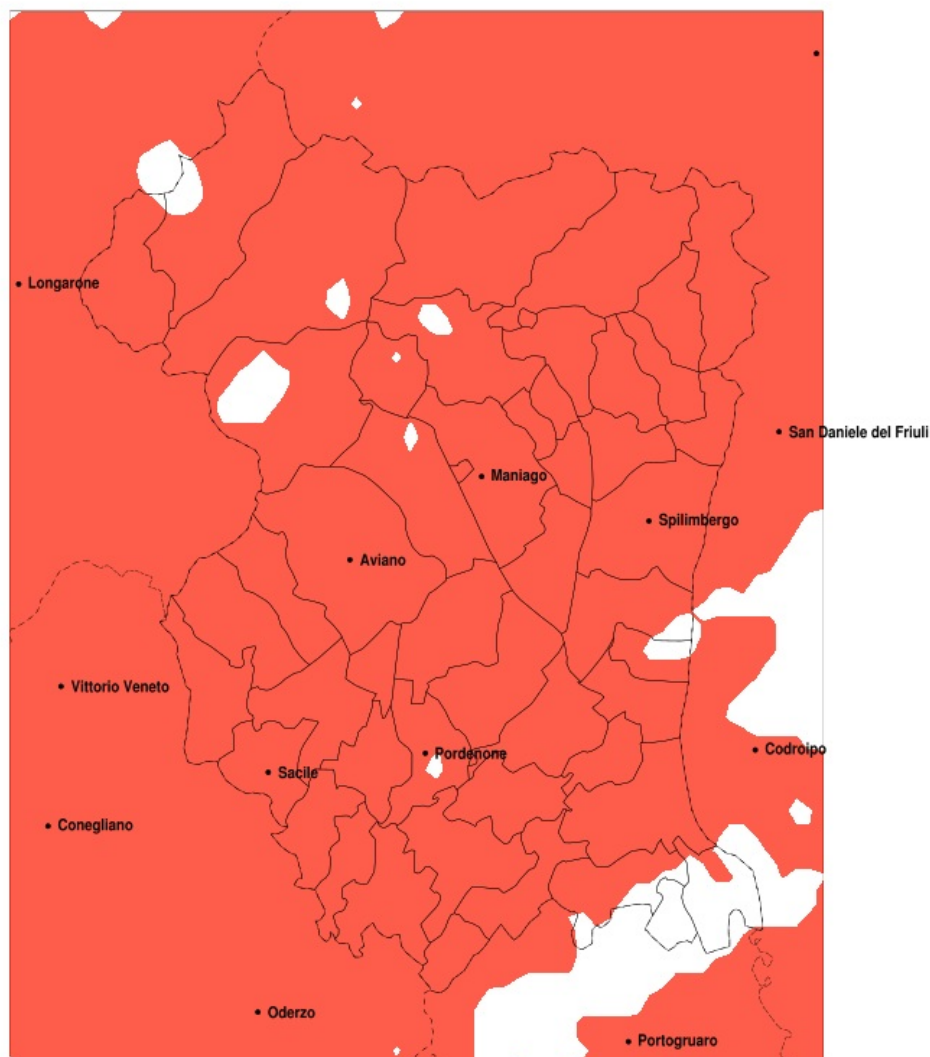 Longarone
San Daniele del Friuli
Maniago
Spilimbergo
Aviano
Vittorio Veneto
Codroipo
Pordenone
Sacile
Conegliano
Oderzo
Portogruaro